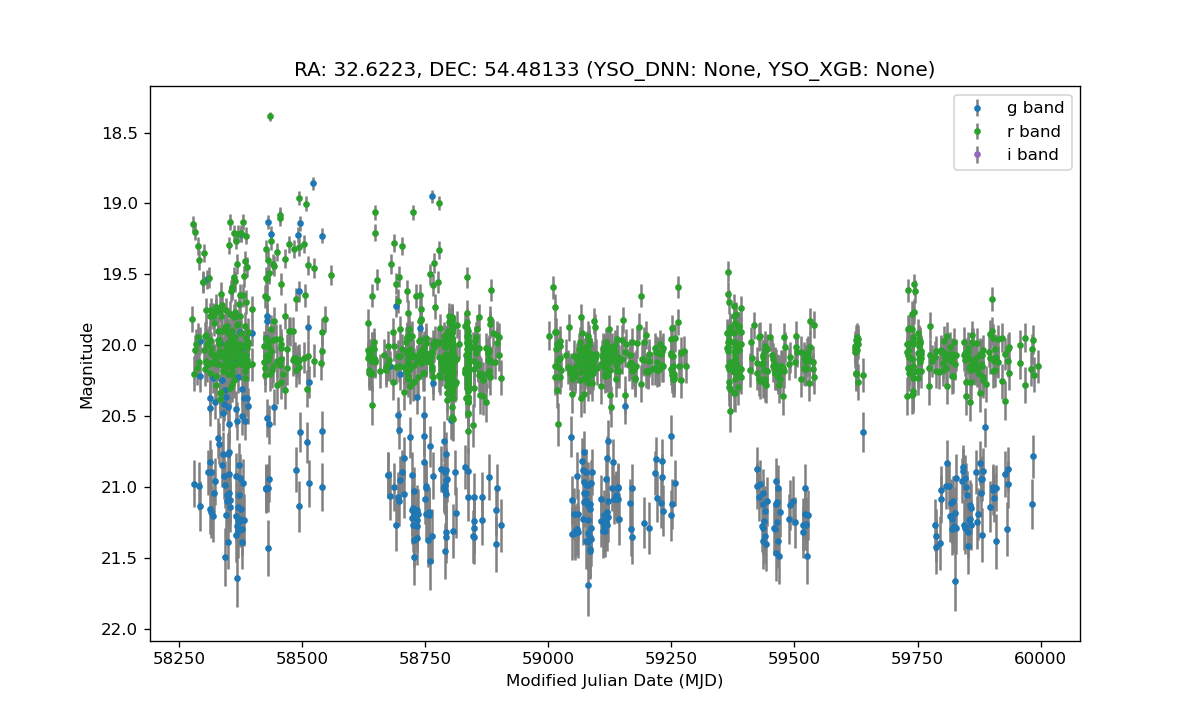 RA: 32.6223, DEC: 54.48133 (YSO_DNN: None, YSO_XGB: None)
g band
r band
i band
18.5
19.0
19.5
20.0
20.5
21.0
21.5
22.0
Magnitude
58250 58500 58750 59000 59250 59500 59750 60000
Modified Julian Date (MJD)